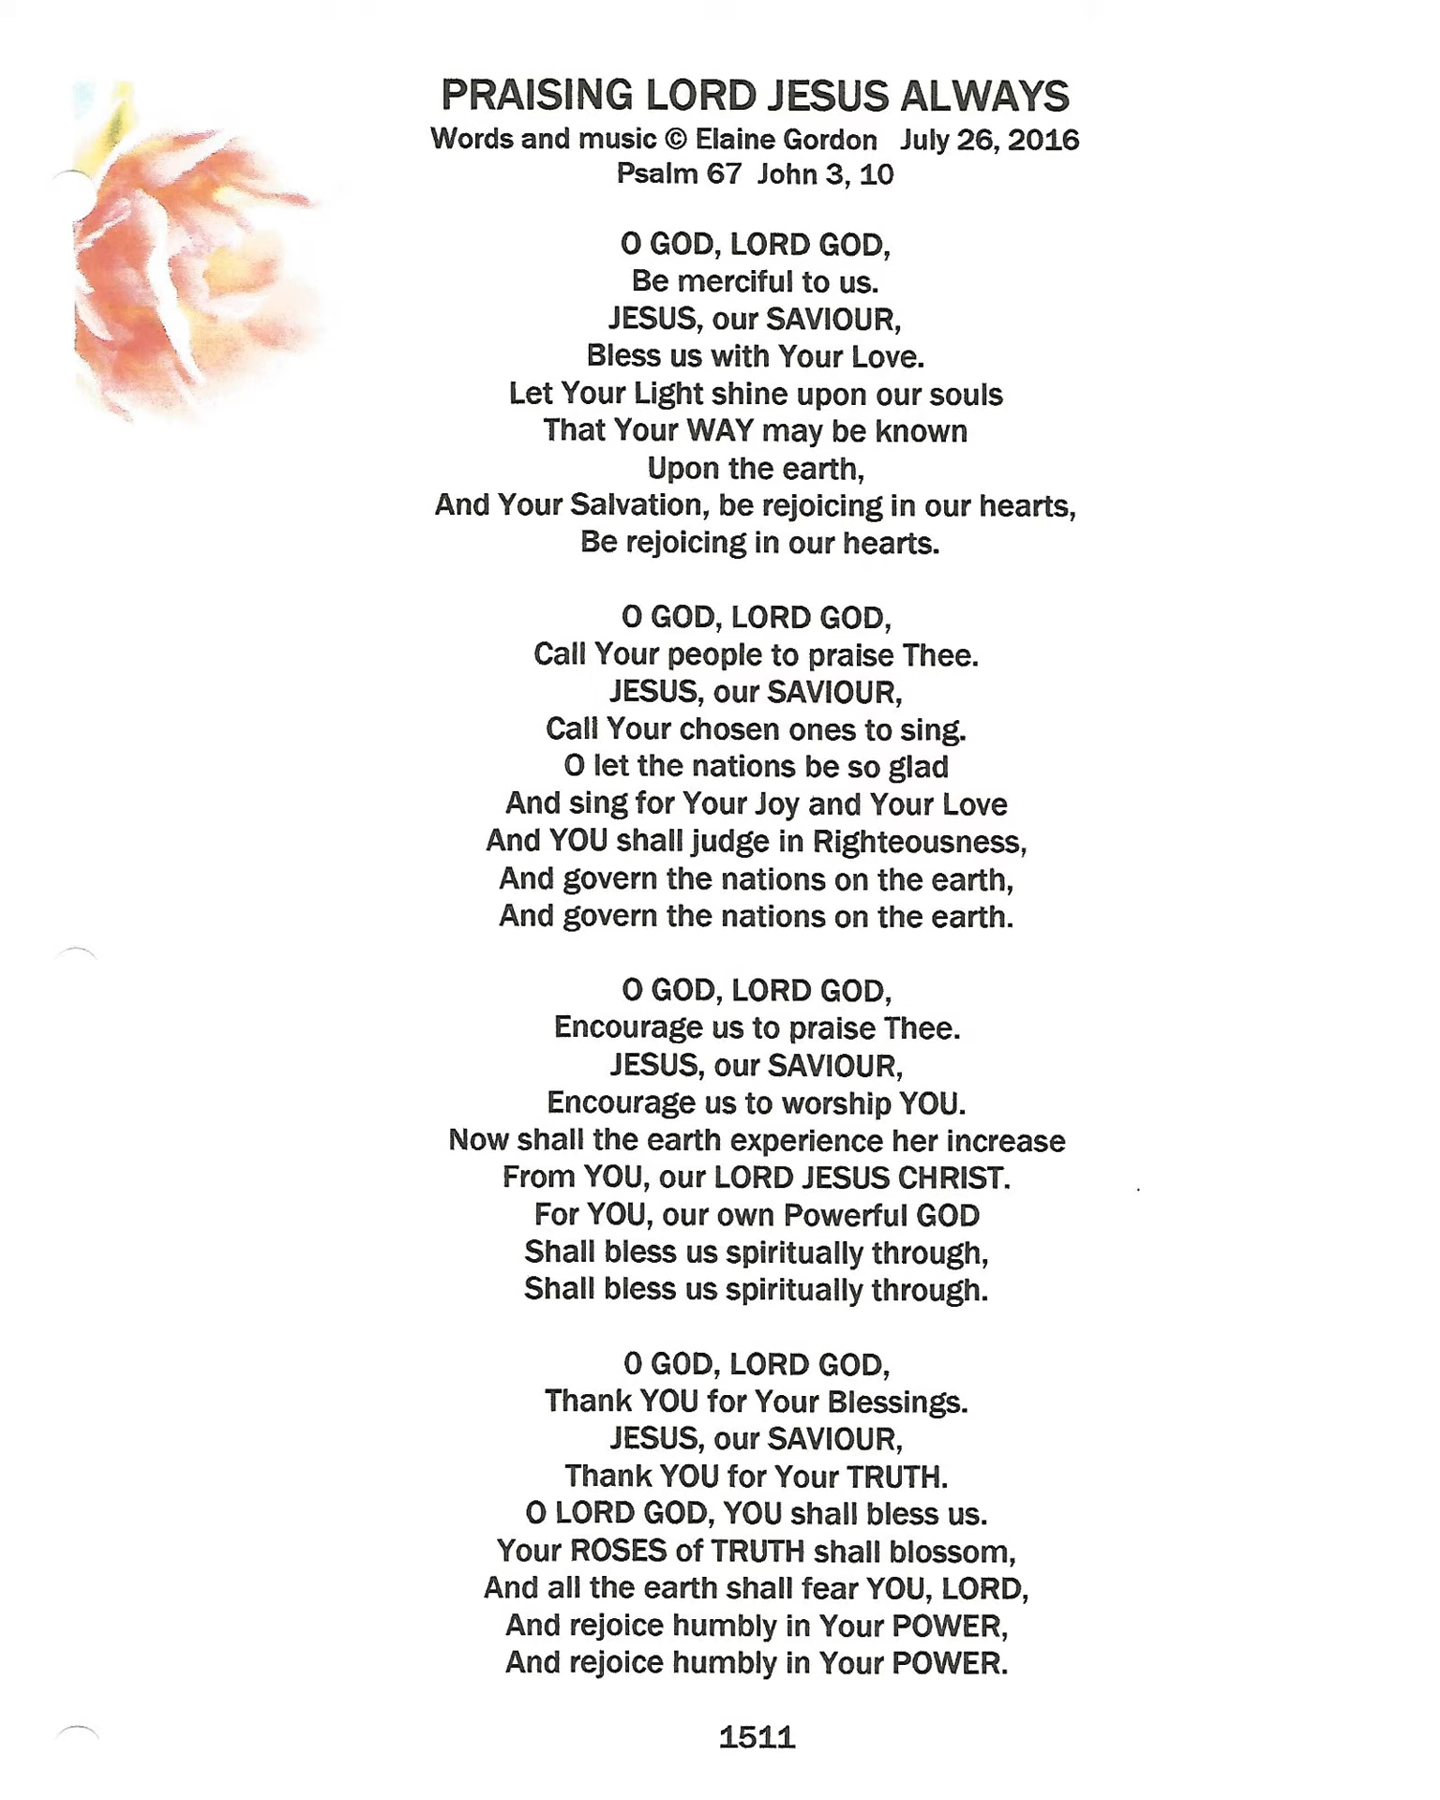 PRAISING LORD JESUS ALWAYS
Words and music © Elaine Gordon July 26, 2016
Psalm 67 John 3, 10
O GOD, LORD GOD,
Be merciful to us.
JESUS, our SAVIOUR,
Bless us with Your Love.
Let Your Light shine upon our souls
That Your WAY may be known
Upon the earth,
And Your Salvation, be rejoicing in our hearts,
Be rejoicing in our hearts.
O GOD, LORD GOD,
Call Your people to praise Thee.
JESUS, our SAVIOUR,
Call Your chosen ones to sing.
O let the nations be so glad
And sing for Your Joy and Your Love
And YOU shall judge in Righteousness,
And govern the nations on the earth,
And govern the nations on the earth.
O GOD, LORD GOD,
Encourage us to praise Thee.
JESUS, our SAVIOUR,
Encourage us to worship YOU.
Now shall the earth experience her increase
From YOU, our LORD JESUS CHRIST.
For YOU, our own Powerful GOD
Shall bless us spiritually through,
Shall bless us spiritually through.
O GOD, LORD GOD,
Thank YOU for Your Blessings.
JESUS, our SAVIOUR,
Thank YOU for Your TRUTH.
O LORD GOD, YOU shall bless us.
Your ROSES of TRUTH shall blossom,
And all the earth shall fear YOU, LORD,
And rejoice humbly in Your POWER,
And rejoice humbly in Your POWER.
1511